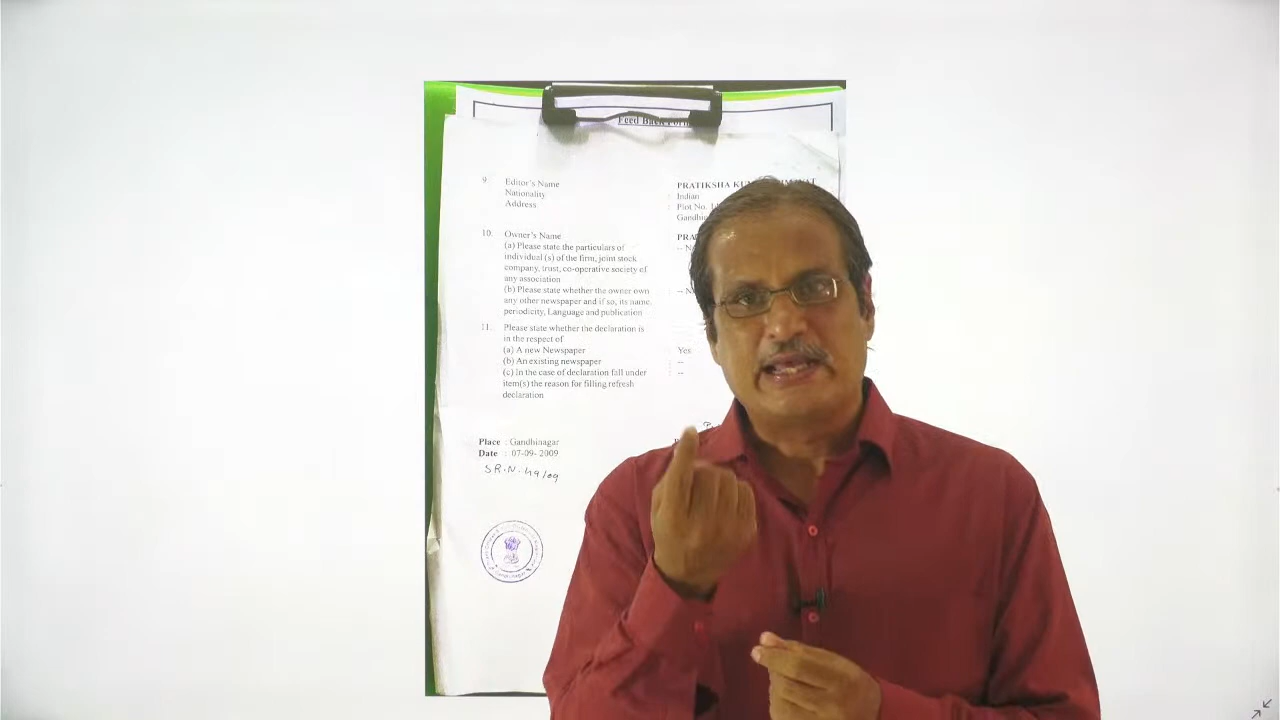 Feed Back Form
9. Editor's Name PRATIKSHA
Nationality : Indian
Address : Plot No.
10. Owner's Name
(a) Please state the particulars of
individual (s) of the firm, joint stock
company, trust, co-operative society of
any association
(b) Please state whether the owner own
any other newspaper and if so, its name,
periodicity, Language and publication
11. Please state whether the declaration is
in the respect of
(a) A new Newspaper : Yes
(b) An existing newspaper : --
(c) In the case of declaration fall under : --
item(s) the reason for filling refresh
declaration
Place : Gandhinagar
Date : 07-09- 2009
SR.N. 49/09